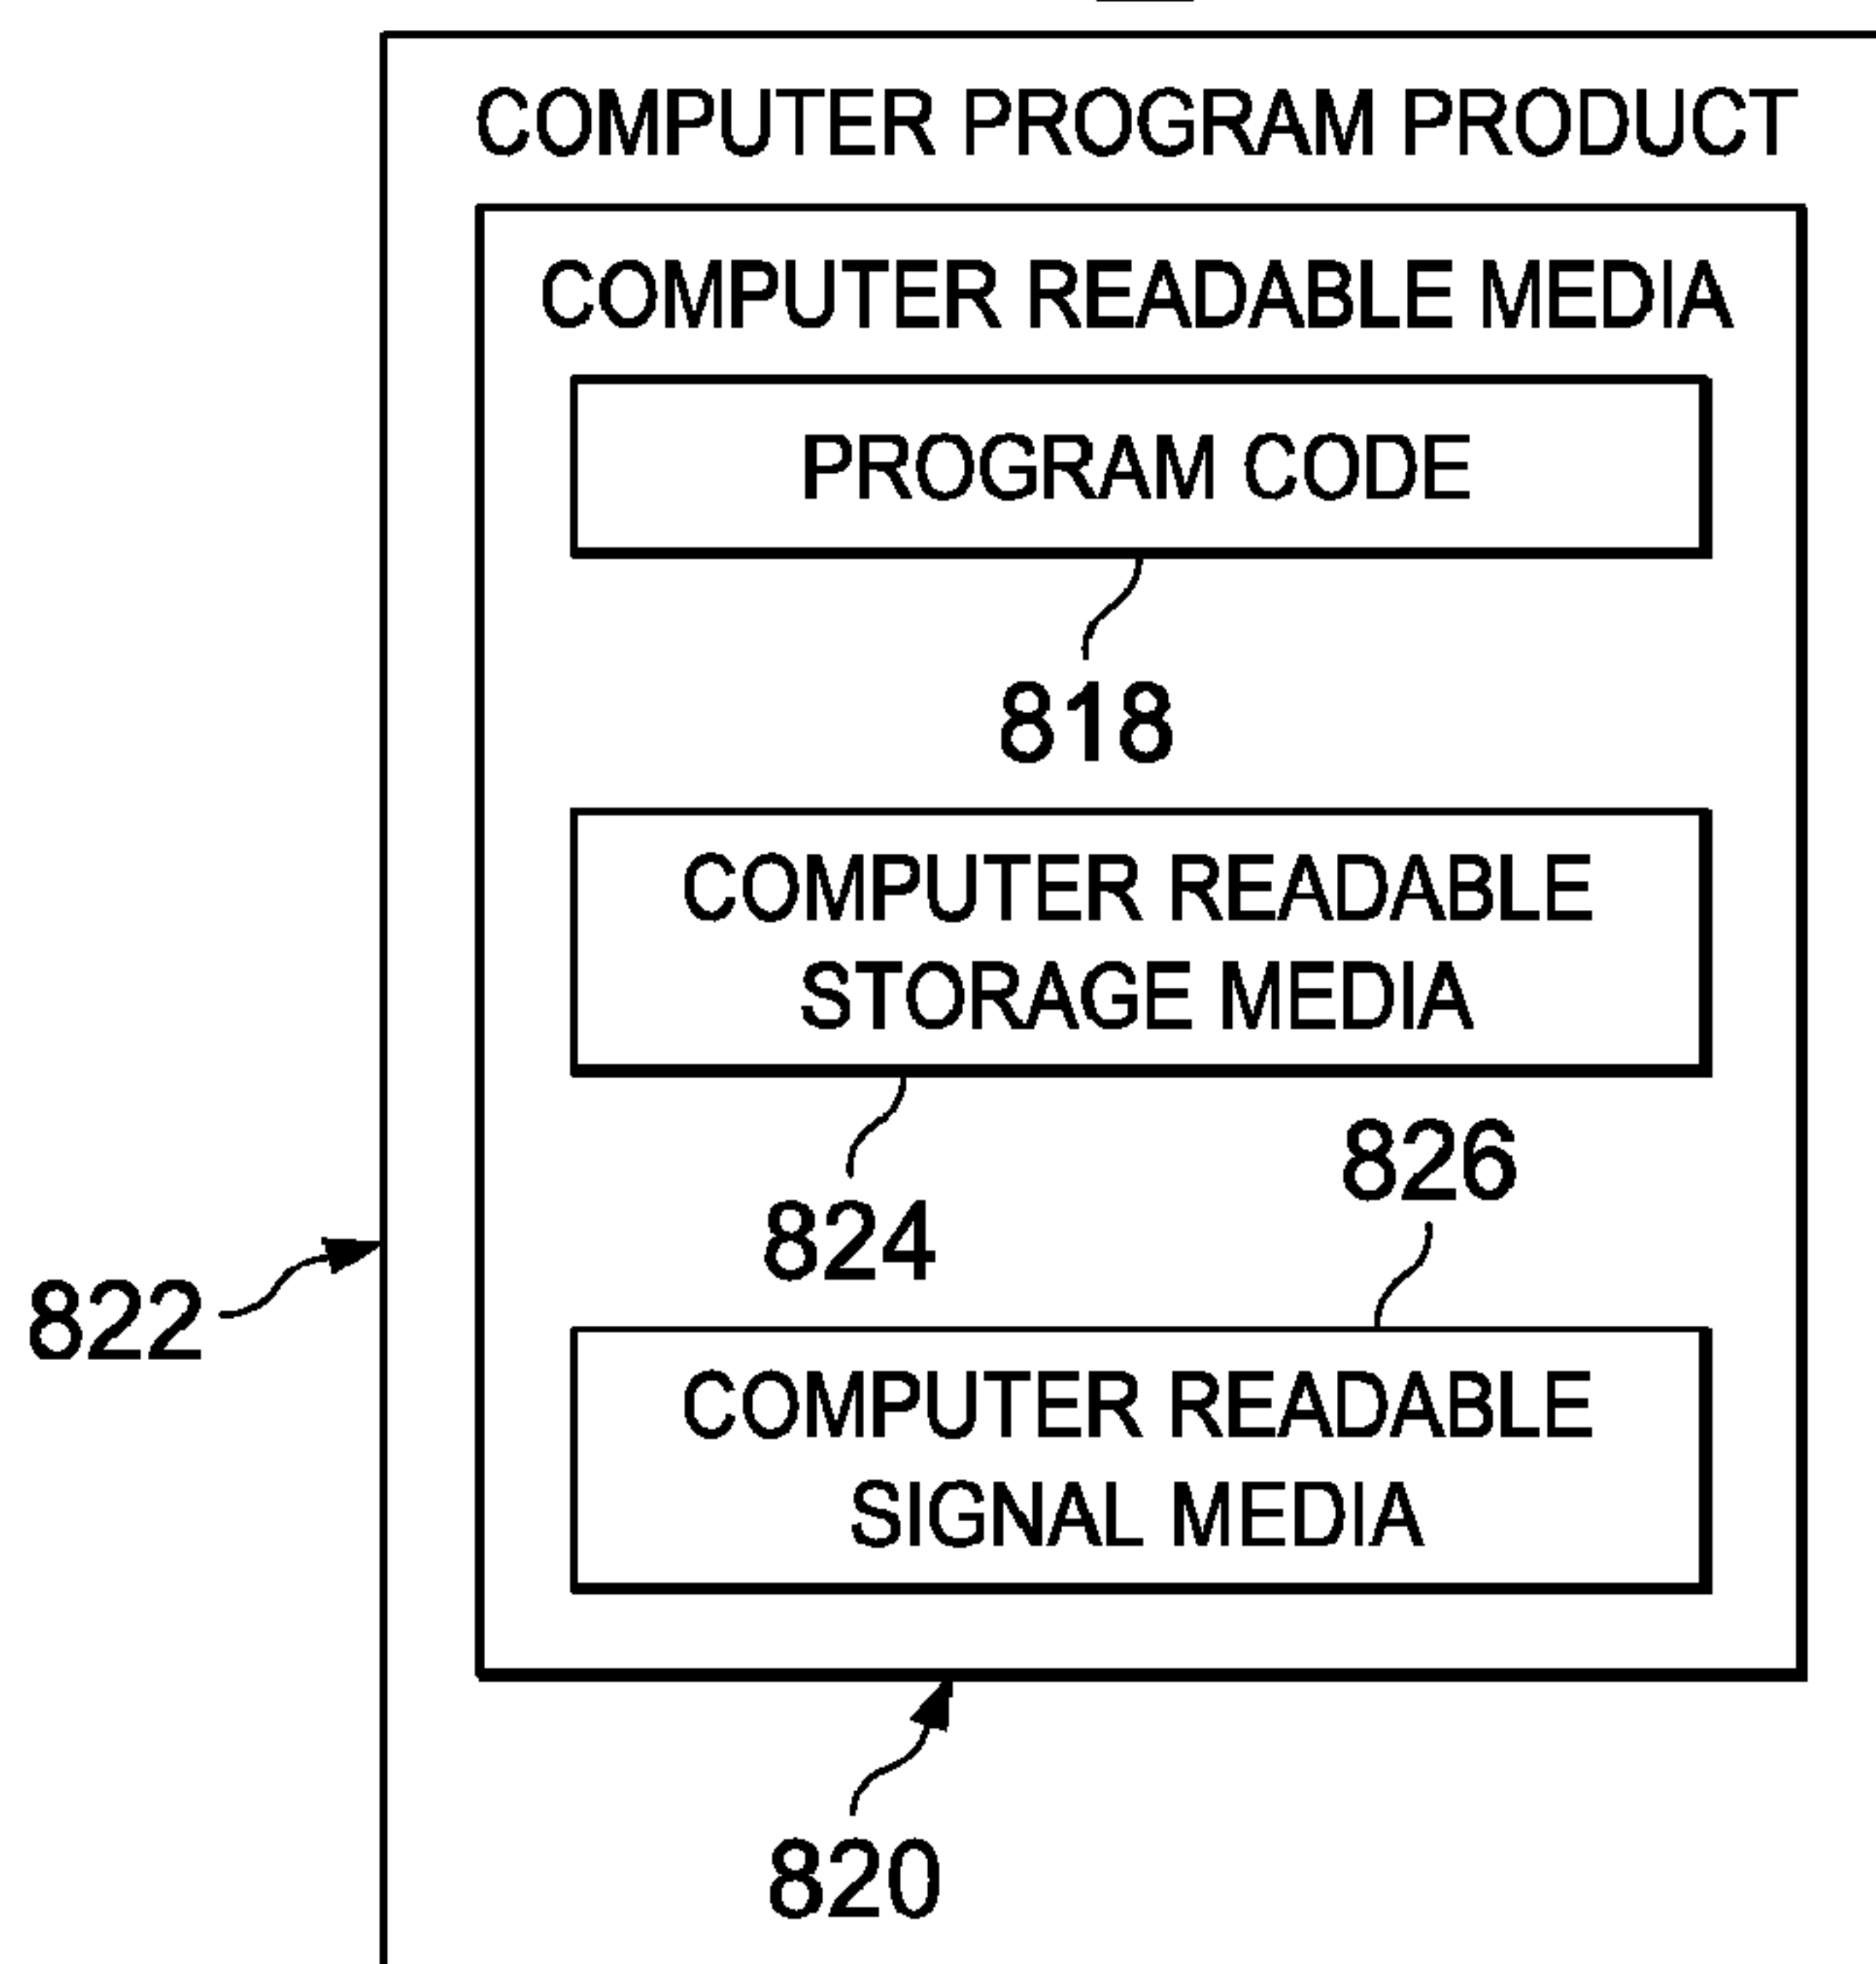 COMPUTER PROGRAM PRODUCT
COMPUTER READABLE MEDIA
PROGRAM CODE
818
COMPUTER READABLE
STORAGE MEDIA
824
826
822
COMPUTER READABLE
SIGNAL MEDIA
820